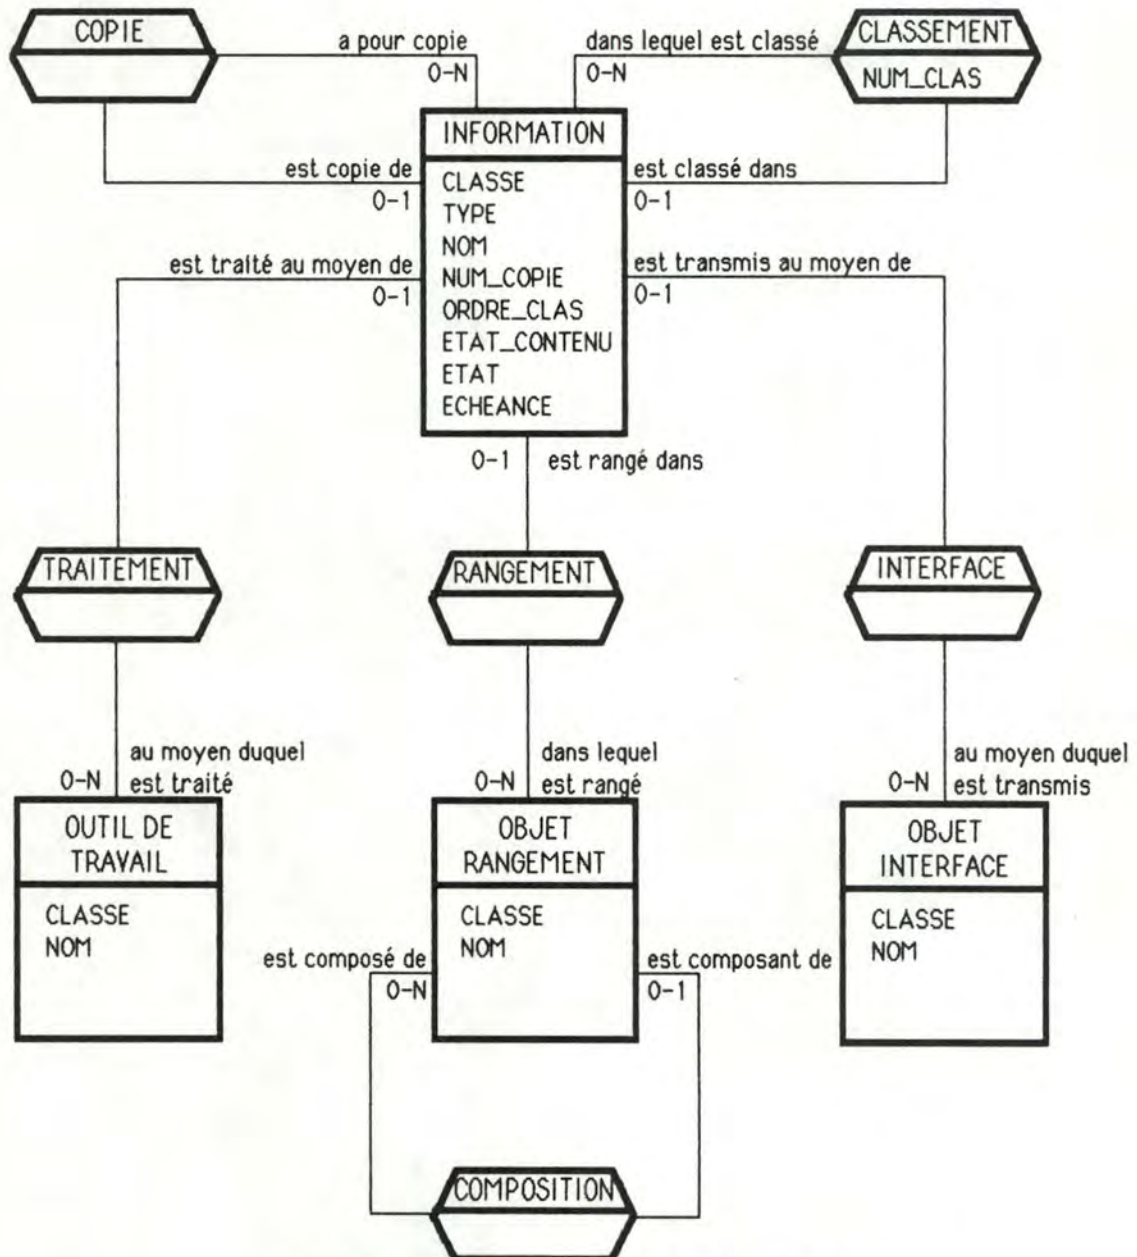 COPIE
a pour copie
0-N
dans lequel est classé
0-N
CLASSEMENT
NUM_CLAS
INFORMATION
CLASSE
TYPE
NOM
NUM_COPIE
ORDRE_CLAS
ETAT_CONTENU
ETAT
ECHEANCE
est copie de
0-1
est classé dans
0-1
est traité au moyen de
0-1
est transmis au moyen de
0-1
0-1 est rangé dans
TRAITEMENT
RANGEMENT
INTERFACE
au moyen duquel
0-N est traité
dans lequel
0-N est rangé
au moyen duquel
0-N est transmis
OUTIL DE
TRAVAIL
CLASSE
NOM
OBJET
RANGEMENT
CLASSE
NOM
OBJET
INTERFACE
CLASSE
NOM
est composé de
0-N
est composant de
0-1
COMPOSITION